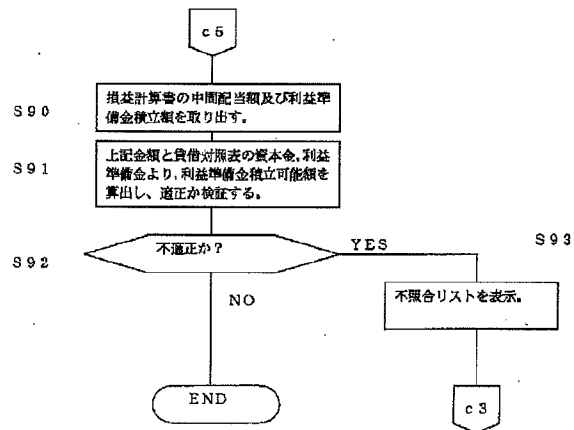 c5
S90
損益計算書の中間配当額及び利益準
備金積立額を取り出す。
S91
上記金額と貸借対照表の資本金,利益
準備金より,利益準備金積立可能額を
算出し、適正か検証する。
S92
不適正か?
YES
S93
NO
不照合リストを表示。
END
c3